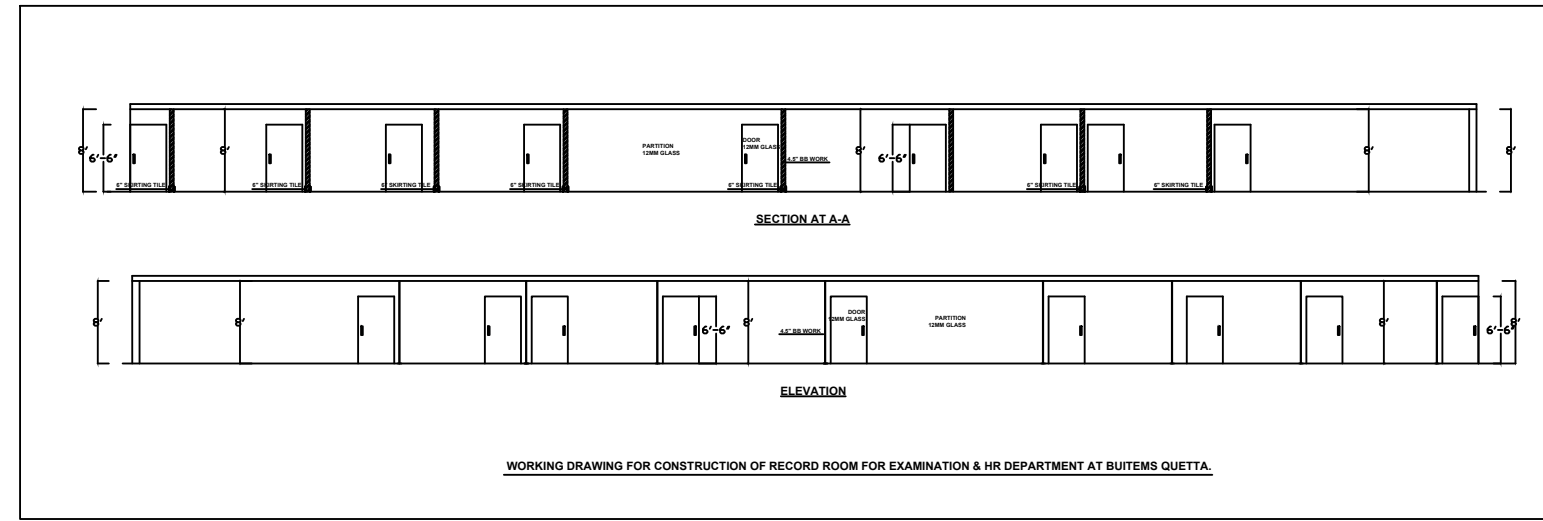 8'
6'-6"
8'
PARTITION
12MM GLASS
DOOR
12MM GLASS
4.5" BB WORK
8'
6'-6"
8'
8'
6" SKIRTING TILE
6" SKIRTING TILE
6" SKIRTING TILE
6" SKIRTING TILE
6" SKIRTING TILE
6" SKIRTING TILE
6" SKIRTING TILE
SECTION AT A-A
8'
8'
6'-6"
8'
4.5" BB WORK
DOOR
12MM GLASS
PARTITION
12MM GLASS
8'
6'-6"
8'
ELEVATION
WORKING DRAWING FOR CONSTRUCTION OF RECORD ROOM FOR EXAMINATION & HR DEPARTMENT AT BUITEMS QUETTA.